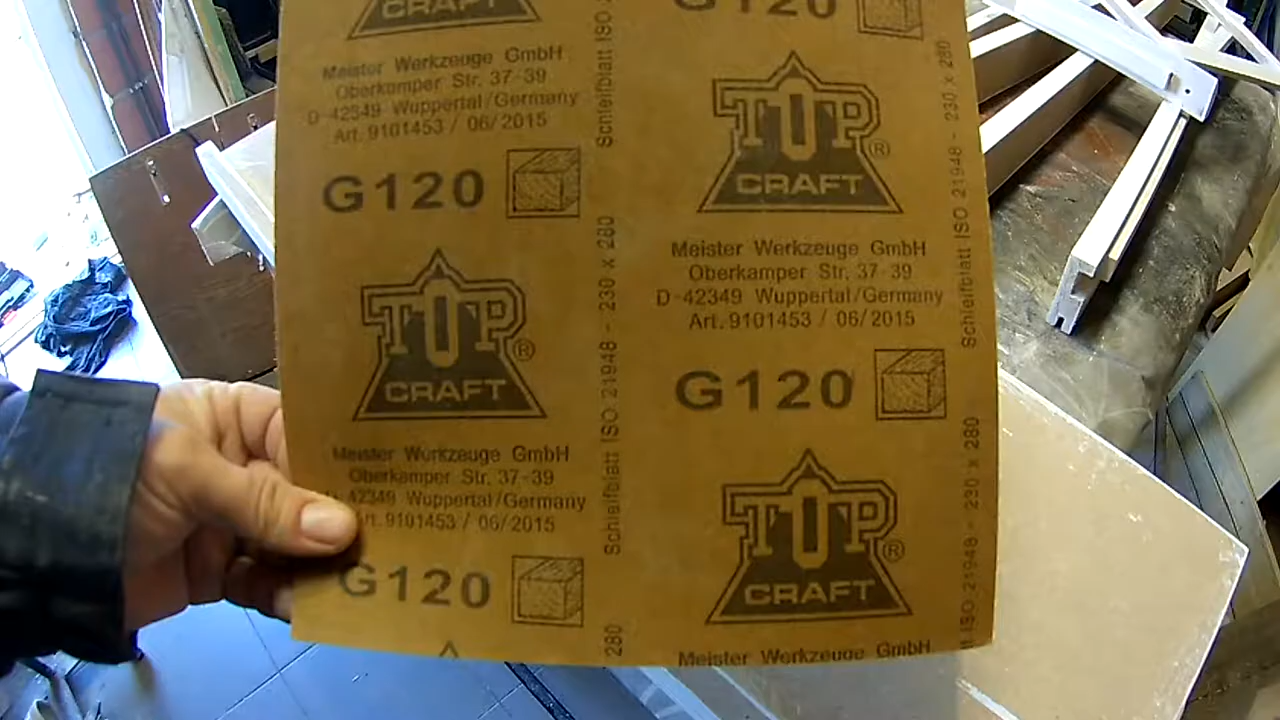 CRAFT
Meister Werkzeuge GmbH
Oberkamper Str. 37-39
D-42349 Wuppertal/Germany
Art. 9101453 / 06/2015
G120
TOP
®
CRAFT
Meister Werkzeuge GmbH
Oberkamper Str. 37-39
42349 Wuppertal/Germany
Art. 9101453 / 06/2015
G120
Schleifblatt ISO
Schleifblatt ISO 21948 - 230 x 280
280
G120
TOP
®
CRAFT
Meister Werkzeuge GmbH
Oberkamper Str. 37-39
D-42349 Wuppertal/Germany
Art. 9101453 / 06/2015
G120
TOP
®
CRAFT
Meister Werkzeuge GmbH
Schleifblatt ISO 21948 - 230 x 280
ISO 21948 - 230 x 280